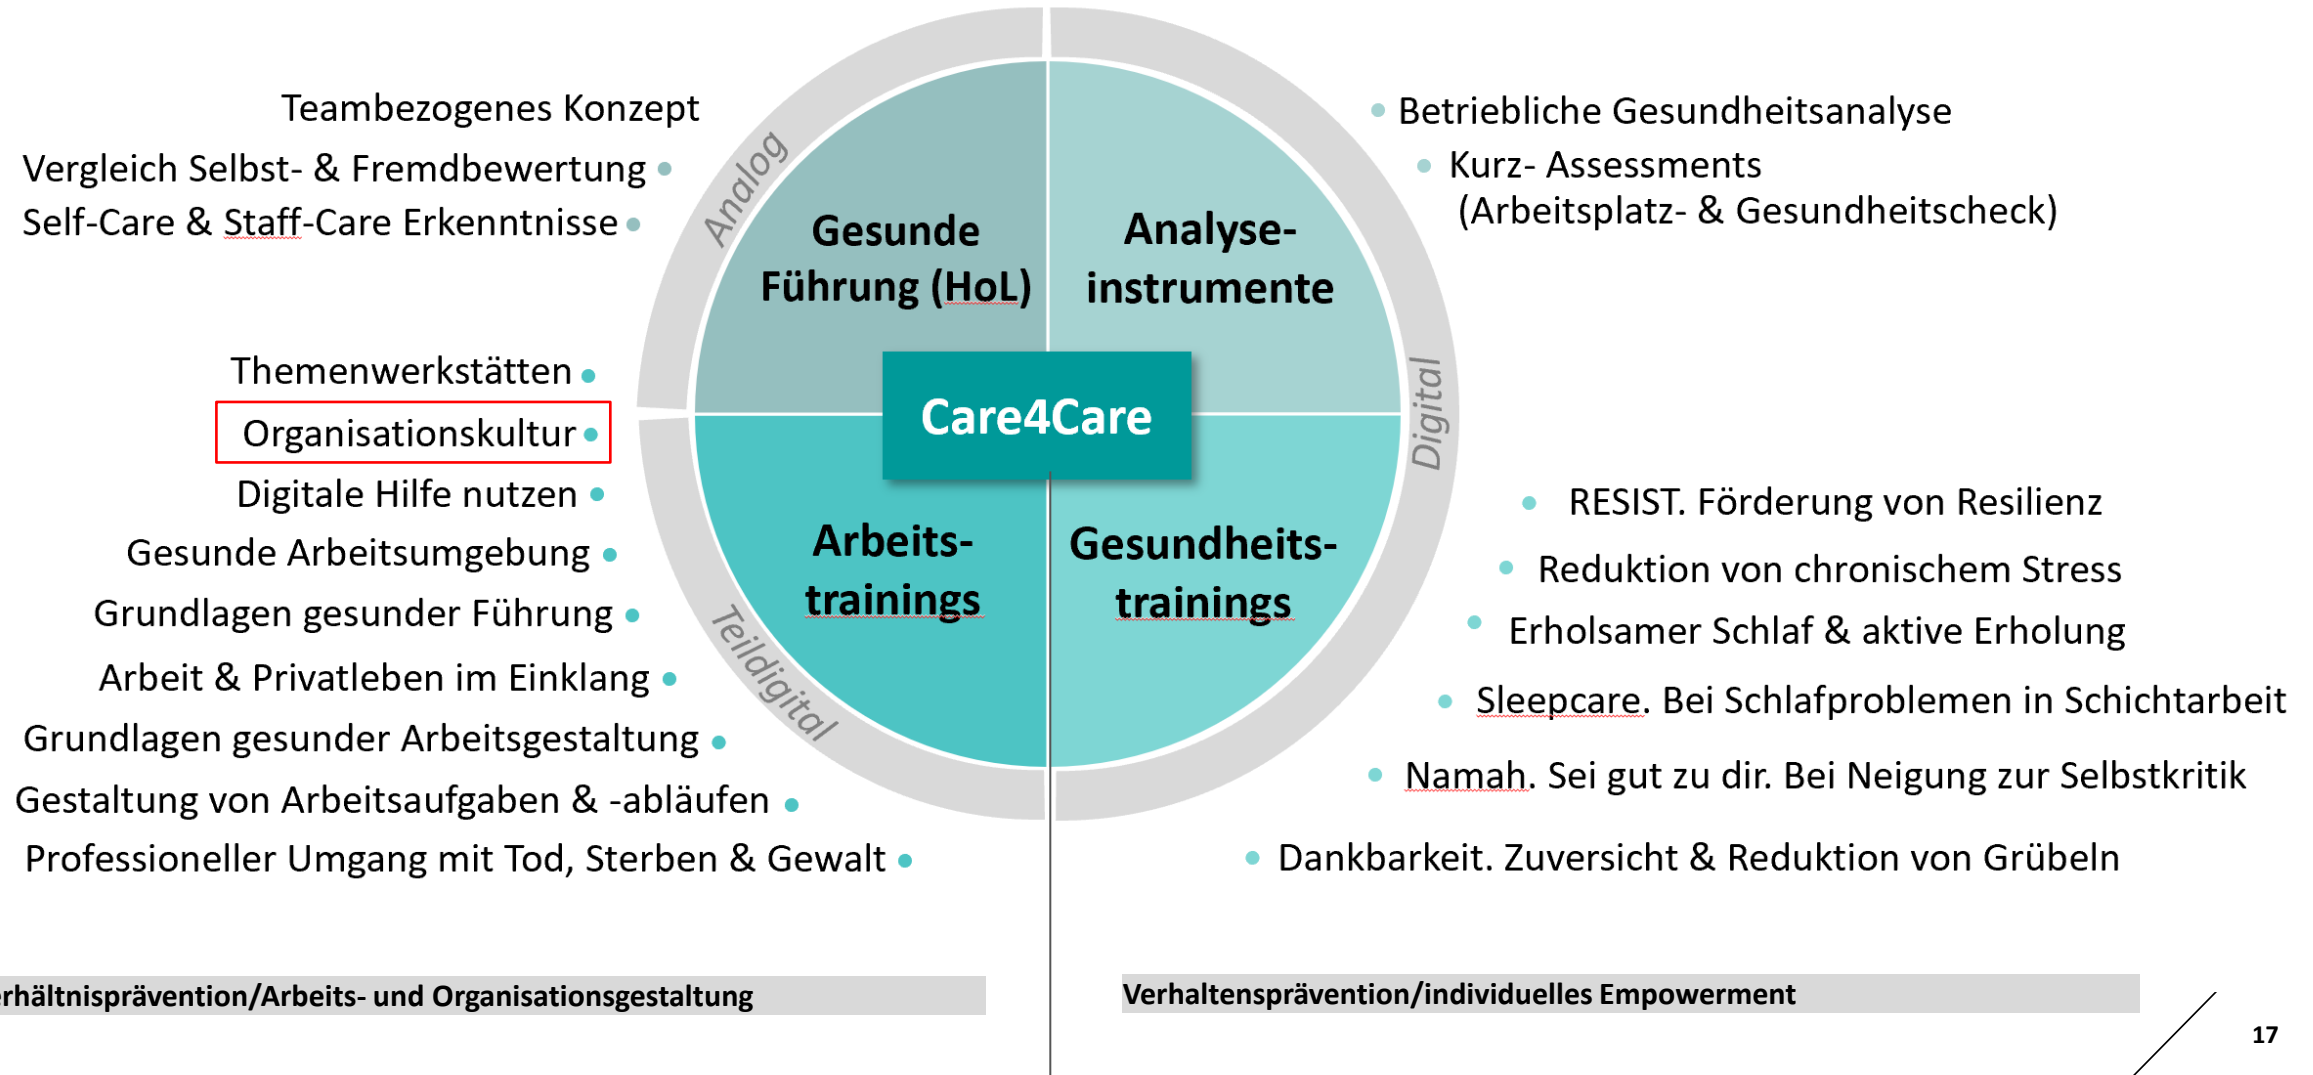 Teambezogenes Konzept
Vergleich Selbst- & Fremdbewertung
Self-Care & Staff-Care Erkenntnisse
Analog
Gesunde
Führung (HoL)
Analyse-
instrumente
Betriebliche Gesundheitsanalyse
Kurz- Assessments
(Arbeitsplatz- & Gesundheitscheck)
Care4Care
Digital
Themenwerkstätten
Organisationskultur
Digitale Hilfe nutzen
Gesunde Arbeitsumgebung
Grundlagen gesunder Führung
Arbeit & Privatleben im Einklang
Grundlagen gesunder Arbeitsgestaltung
Gestaltung von Arbeitsaufgaben & -abläufen
Professioneller Umgang mit Tod, Sterben & Gewalt
Teildigital
Arbeits-
trainings
Gesundheits-
trainings
RESIST. Förderung von Resilienz
Reduktion von chronischem Stress
Erholsamer Schlaf & aktive Erholung
Sleepcare. Bei Schlafproblemen in Schichtarbeit
Namah. Sei gut zu dir. Bei Neigung zur Selbstkritik
Dankbarkeit. Zuversicht & Reduktion von Grübeln
erhältnisprävention/Arbeits- und Organisationsgestaltung
Verhaltensprävention/individuelles Empowerment
17